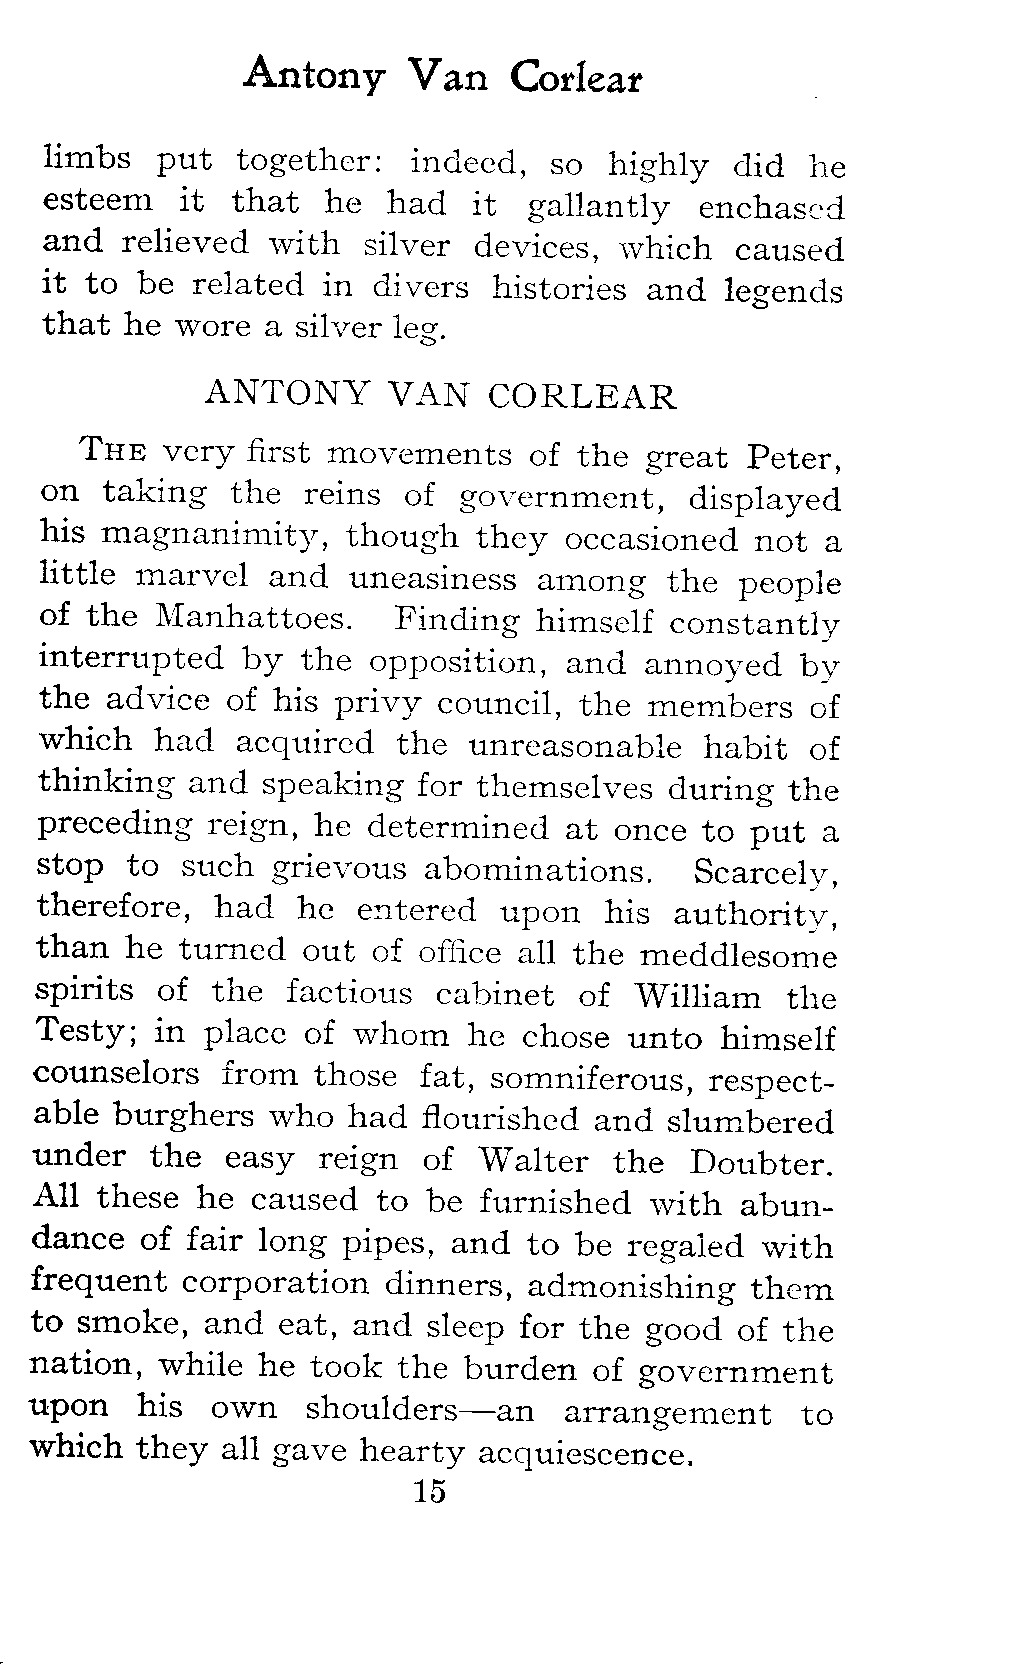 Antony Van Corlear
limbs put together: indeed, so highly did he
esteem it that he had it gallantly enchased
and relieved with silver devices, which caused
it to be related in divers histories and legends
that he wore a silver leg.
ANTONY VAN CORLEAR
THE very first movements of the great Peter,
on taking the reins of government, displayed
his magnanimity, though they occasioned not a
little marvel and uneasiness among the people
of the Manhattoes. Finding himself constantly
interrupted by the opposition, and annoyed by
the advice of his privy council, the members of
which had acquired the unreasonable habit of
thinking and speaking for themselves during the
preceding reign, he determined at once to put a
stop to such grievous abominations. Scarcely,
therefore, had he entered upon his authority,
than he turned out of office all the meddlesome
spirits of the factious cabinet of William the
Testy; in place of whom he chose unto himself
counselors from those fat, somniferous, respect-
able burghers who had flourished and slumbered
under the easy reign of Walter the Doubter.
All these he caused to be furnished with abun-
dance of fair long pipes, and to be regaled with
frequent corporation dinners, admonishing them
to smoke, and eat, and sleep for the good of the
nation, while he took the burden of government
upon his own shoulders—an arrangement to
which they all gave hearty acquiescence.
15